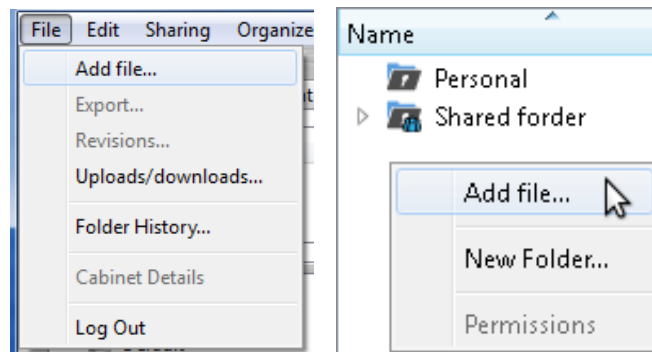 File Edit Sharing Organize
Add file...
Export...
Revisions...
Uploads/downloads...
Folder History...
Cabinet Details
Log Out
Name
Personal
Shared forder
Add file...
New Folder...
Permissions